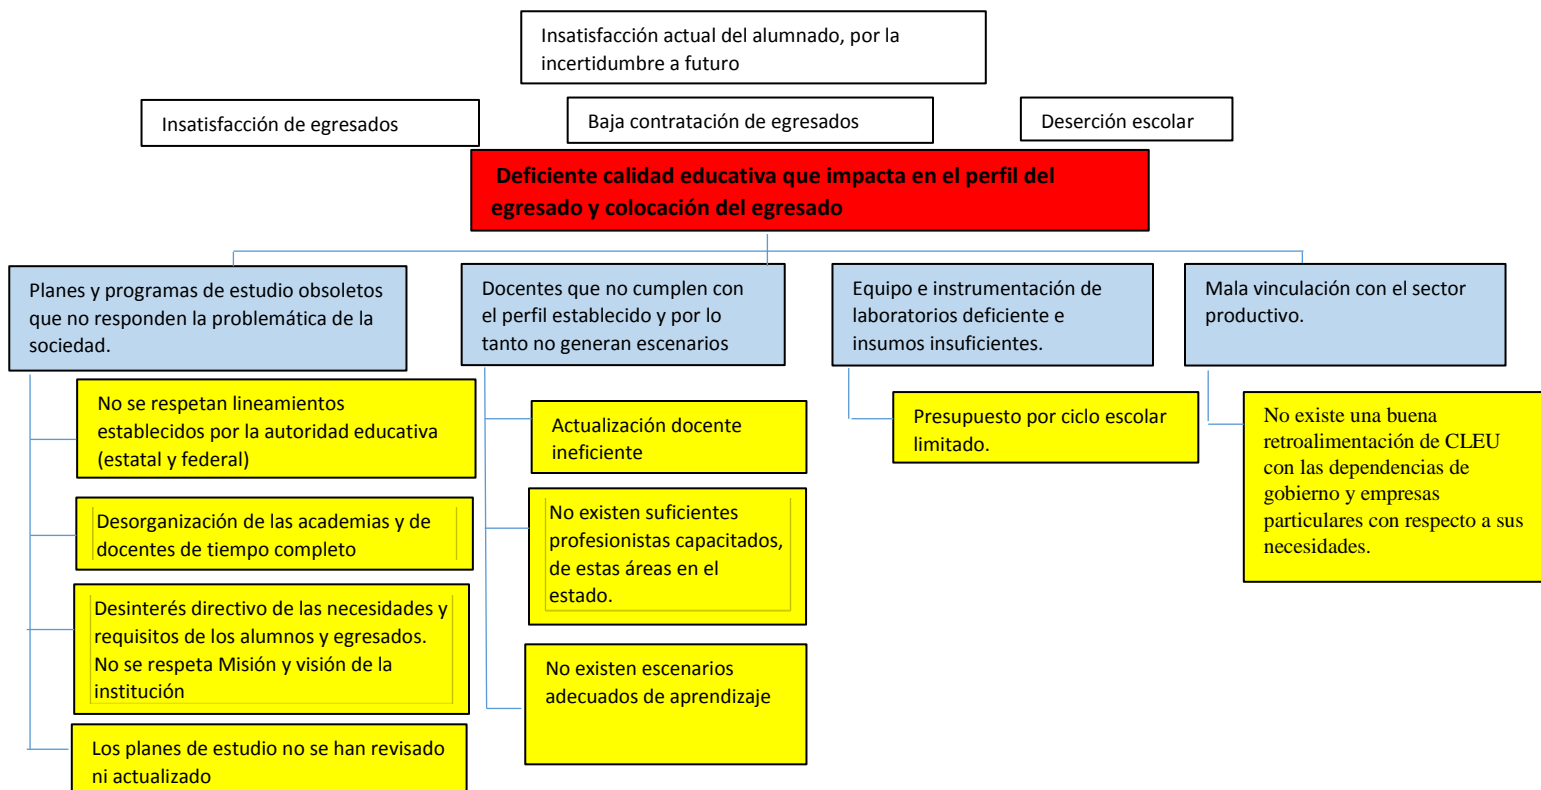 Insatisfacción actual del alumnado, por la
incertidumbre a futuro
Insatisfacción de egresados
Baja contratación de egresados
Deserción escolar
Deficiente calidad educativa que impacta en el perfil del
egresado y colocación del egresado
Planes y programas de estudio obsoletos
que no responden la problemática de la
sociedad.
No se respetan lineamientos
establecidos por la autoridad educativa
(estatal y federal)
Desorganización de las academias y de
docentes de tiempo completo
Desinterés directivo de las necesidades y
requisitos de los alumnos y egresados.
No se respeta Misión y visión de la
institución
Los planes de estudio no se han revisado
ni actualizado
Docentes que no cumplen con
el perfil establecido y por lo
tanto no generan escenarios
Actualización docente
ineficiente
No existen suficientes
profesionistas capacitados,
de estas áreas en el
estado.
No existen escenarios
adecuados de aprendizaje
Equipo e instrumentación de
laboratorios deficiente e
insumos insuficientes.
Presupuesto por ciclo escolar
limitado.
Mala vinculación con el sector
productivo.
No existe una buena
retroalimentación de CLEU
con las dependencias de
gobierno y empresas
particulares con respecto a sus
necesidades.